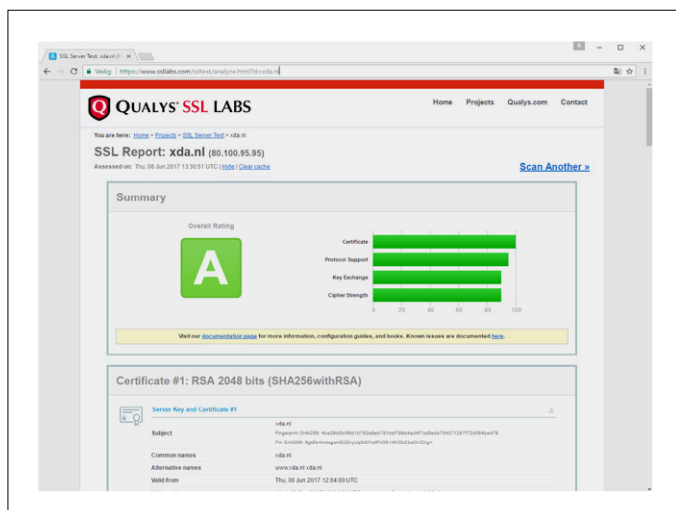 SSL Server Test: xda.nl (P
Veilig | https://www.ssllabs.com/ssltest/analyze.html?d=xda.nl
QUALYS' SSL LABS
Home Projects Qualys.com Contact
You are here: Home > Projects > SSL Server Test > xda.nl
SSL Report: xda.nl (80.100.95.95)
Assessed on: Thu, 08 Jun 2017 13:30:51 UTC | Hide | Clear cache
Scan Another »
Summary
Overall Rating
A
Certificate
Protocol Support
Key Exchange
Cipher Strength
0 20 40 60 80 100
Visit our documentation page for more information, configuration guides, and books. Known issues are documented here.
Certificate #1: RSA 2048 bits (SHA256withRSA)
Server Key and Certificate #1
Subject
xda.nl
Fingerprint SHA256:
Pin SHA256:
Common names xda.nl
Alternative names www.xda.nl xda.nl
Valid from Thu, 08 Jun 2017 12:04:00 UTC